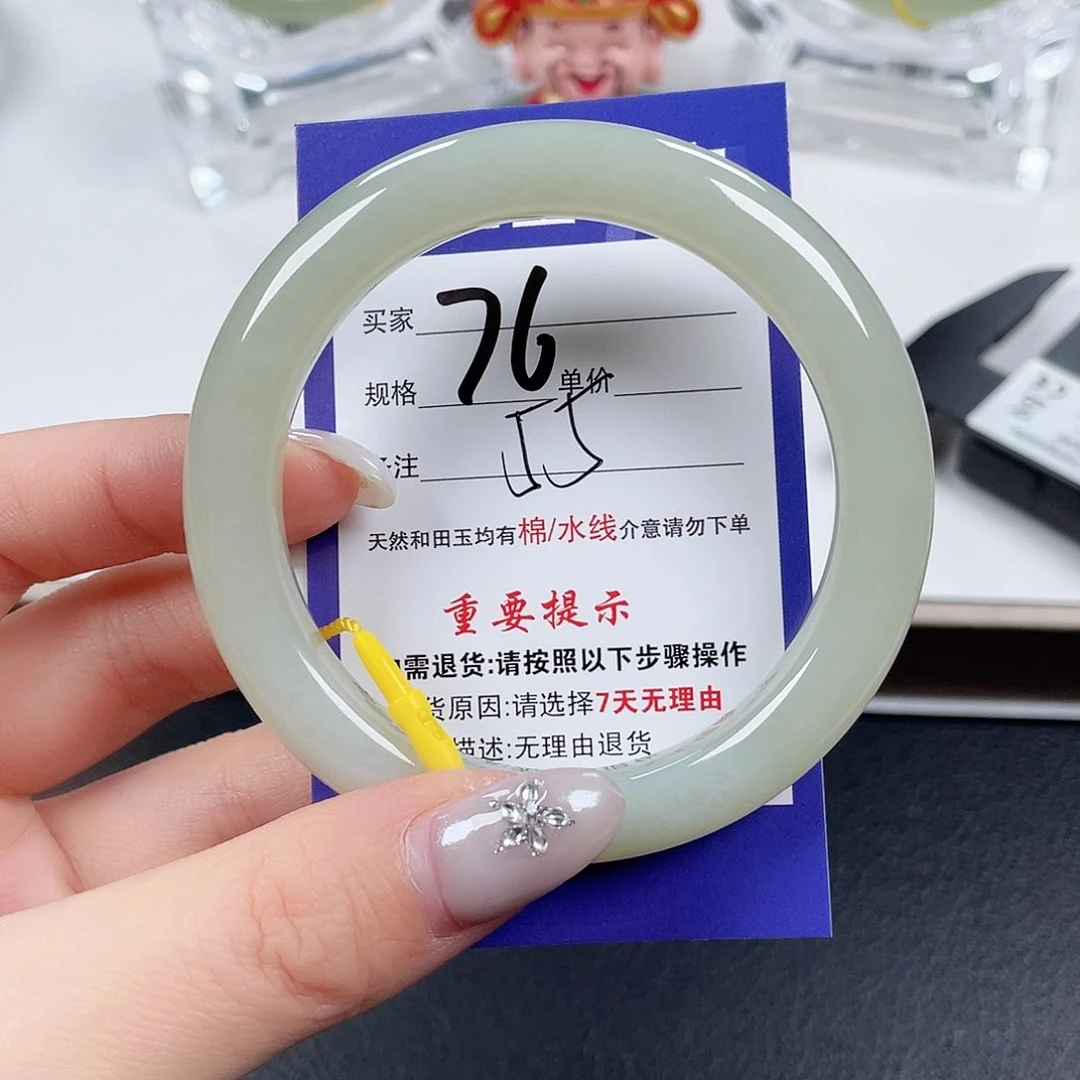 买家 76
规格 单价
注 55
天然和田玉均有棉/水线介意请勿下单
重要提示
需退货:请按照以下步骤操作
货原因:请选择7天无理由
描述:无理由退货